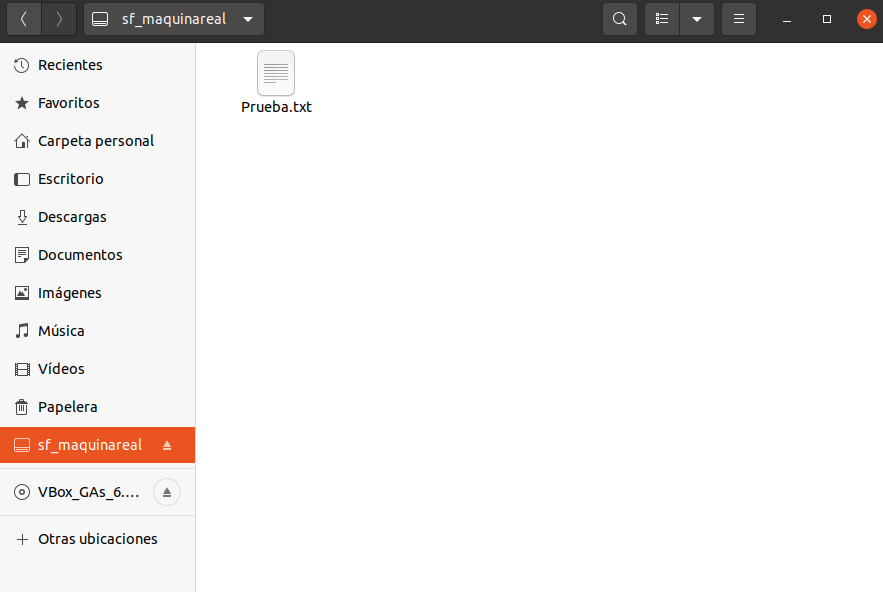 sf_maquinareal
Recientes
Favoritos
Carpeta personal
Escritorio
Descargas
Documentos
Imágenes
Música
Vídeos
Papelera
sf_maquinareal
VBox_GAs_6....
Otras ubicaciones
Prueba.txt